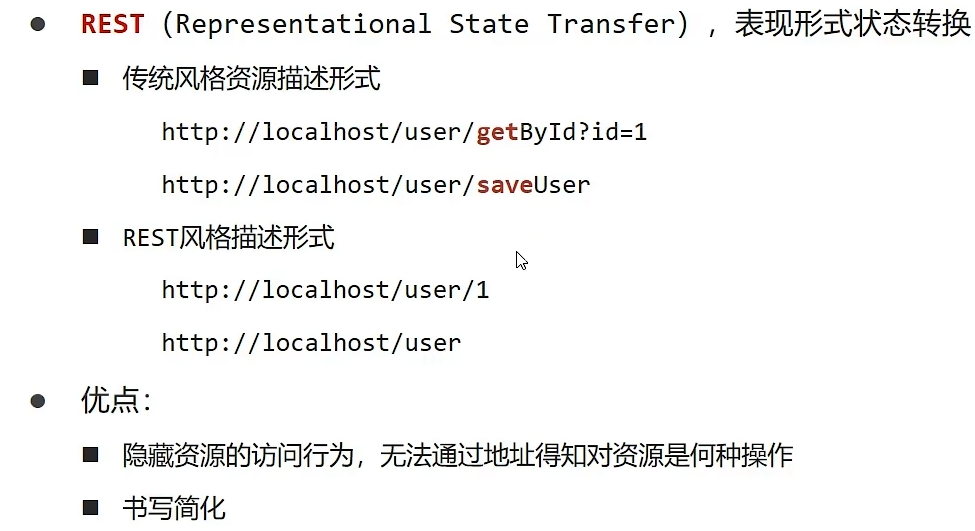 REST（Representational State Transfer），表现形式状态转换
传统风格资源描述形式
http://localhost/user/getById?id=1
http://localhost/user/saveUser
REST风格描述形式
http://localhost/user/1
http://localhost/user
优点：
隐藏资源的访问行为，无法通过地址得知对资源是何种操作
书写简化